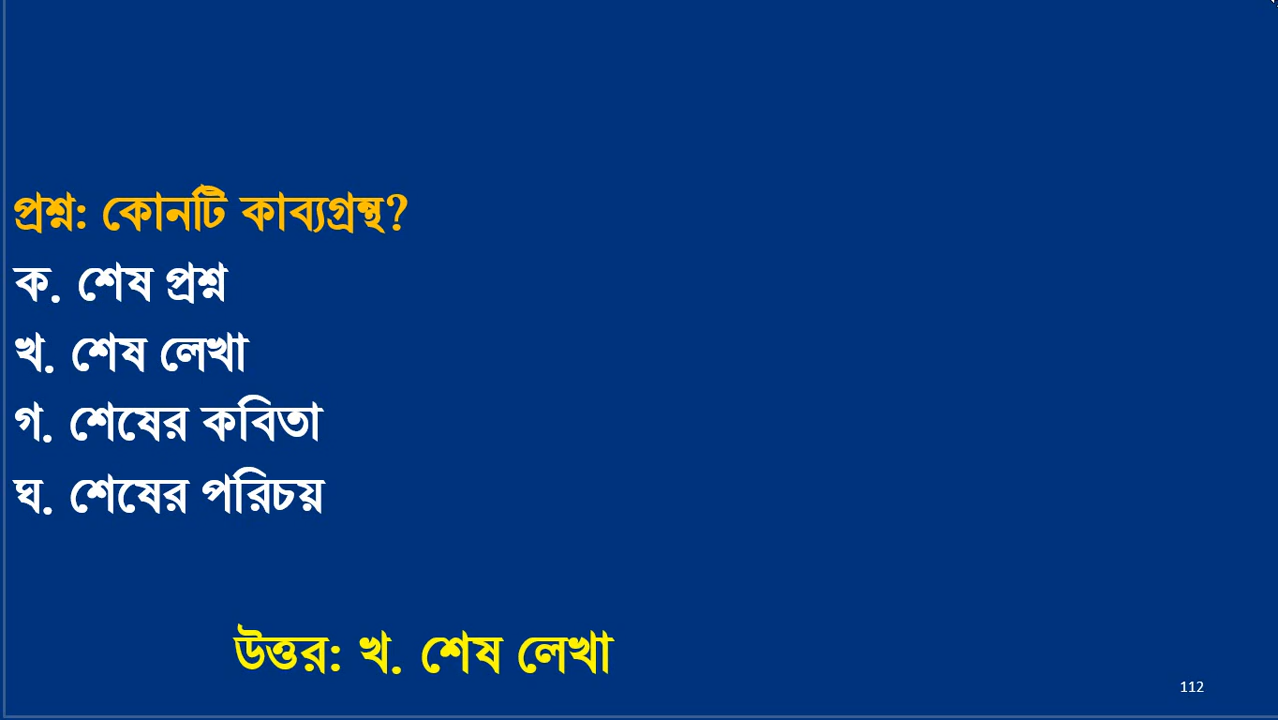 প্রশ্ন: কোনটি কাব্যগ্রন্থ?
ক. শেষ প্রশ্ন
খ. শেষ লেখা
গ. শেষের কবিতা
ঘ. শেষের পরিচয়
উত্তর: খ. শেষ লেখা
112